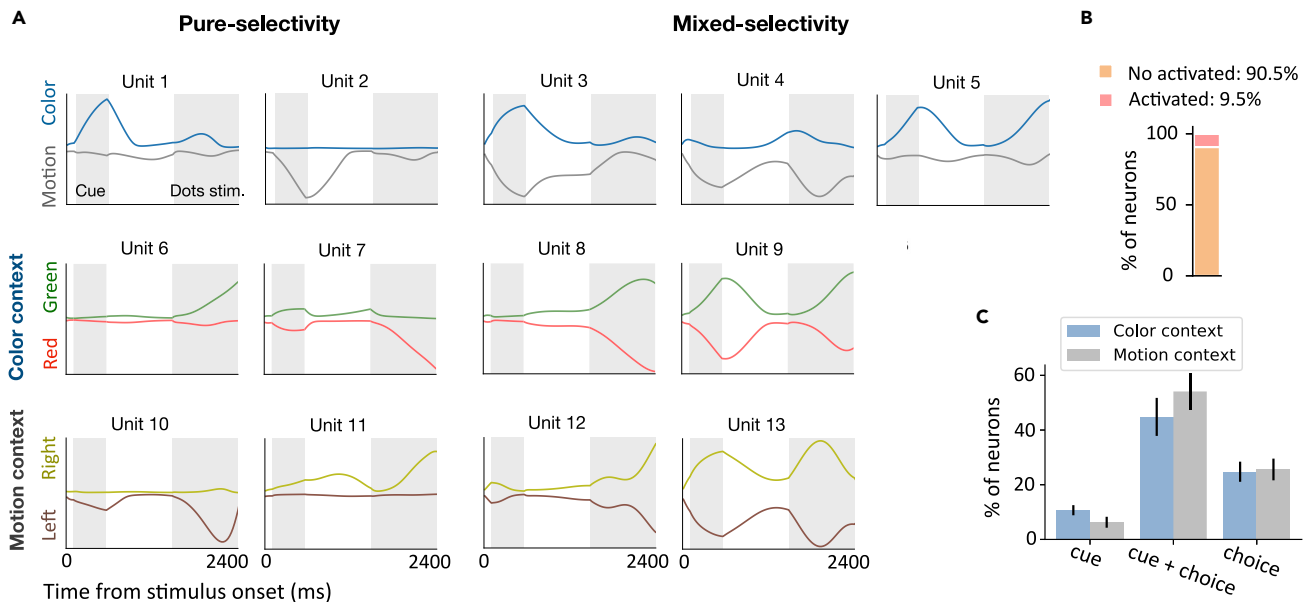 A
Pure-selectivity
Mixed-selectivity
Unit 1
Unit 2
Unit 3
Unit 4
Unit 5
Color
Motion
Cue
Dots stim.
Unit 6
Unit 7
Unit 8
Unit 9
Color context
Green
Red
Unit 10
Unit 11
Unit 12
Unit 13
Motion context
Right
Left
0 2400 0 2400 0 2400 0 2400
Time from stimulus onset (ms)
B
No activated: 90.5%
Activated: 9.5%
% of neurons
100
50
0
C
Color context
Motion context
% of neurons
60
40
20
0
cue
cue + choice
choice